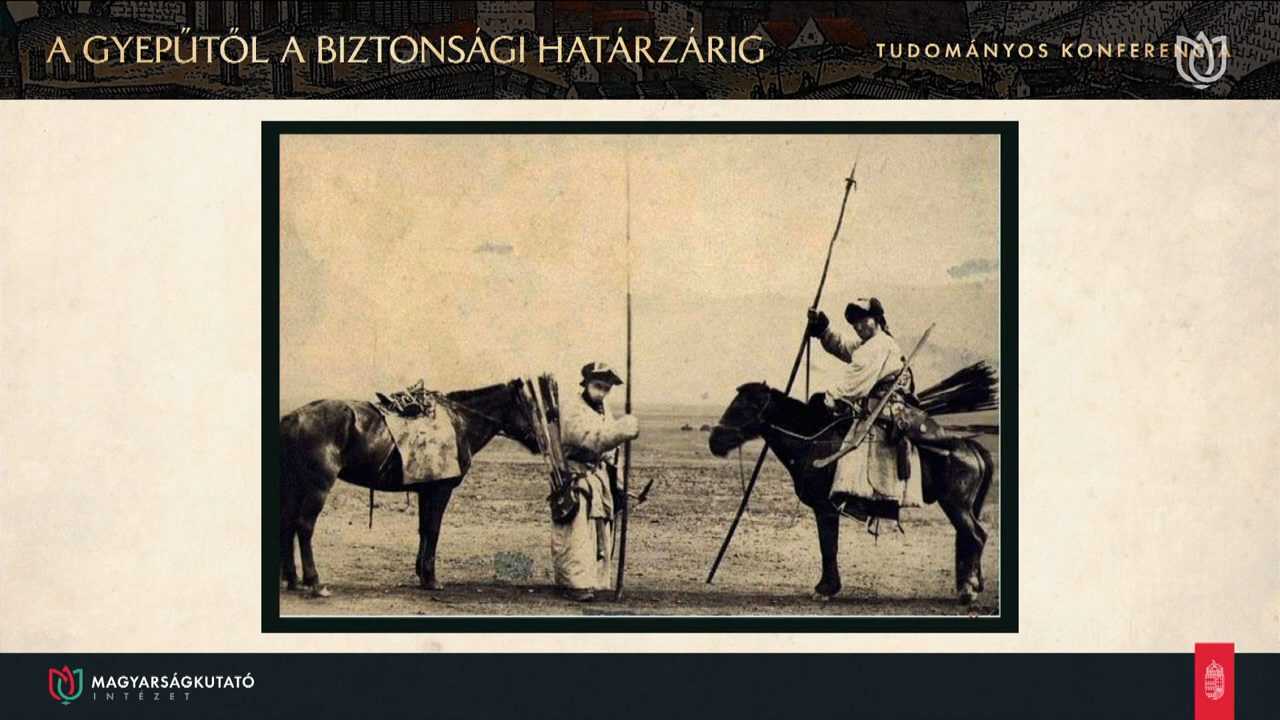 A GYEPŰTŐL A BIZTONSÁGI HATÁRZÁRIG
TUDOMÁNYOS KONFERENCIA
MAGYARSÁGKUTATÓ
INTÉZET